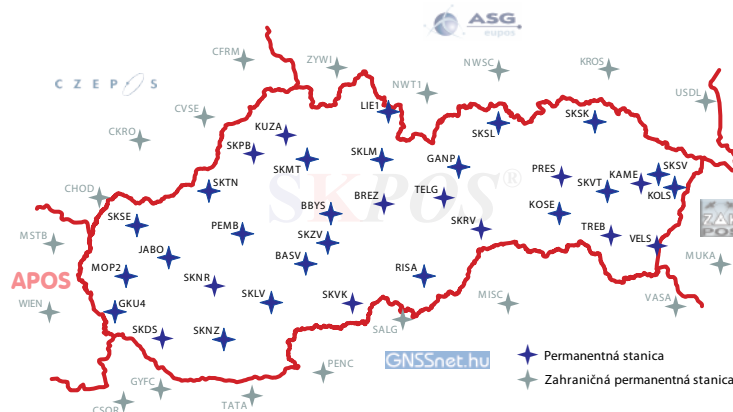 ASG
eupos
CFRM
ZYWI
NWSC
KROS
CZEPOS
NWT1
USDL
LIE1
CVSE
KUZA
SKSL
SKSK
CKRO
SKPB
SKMT
SKLM
GANP
PRES
KAME
SKSV
CHOD
SKTN
BREZ
TELG
SKVT
KOLS
SKPOS®
SKSE
BBYS
KOSE
MSTB
PEMB
SKZV
SKRV
TREB
VELS
JABO
BASV
MUKA
APOS
MOP2
SKNR
RISA
WIEN
GKU4
SKLV
SKVK
MISC
VASA
SKDS
SKNZ
SALG
GNSSnet.hu
Permanentná stanica
PENC
Zahraničná permanentná stanica
GYFC
TATA
CSOR